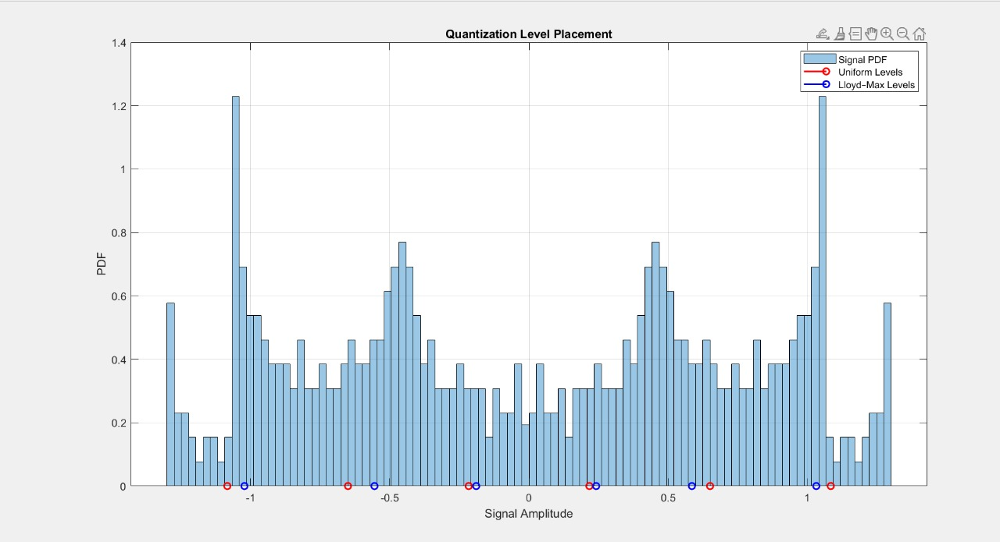 Quantization Level Placement
1.4
1.2
1
0.8
0.6
0.4
0.2
0
PDF
Signal PDF
Uniform Levels
Lloyd-Max Levels
-1
-0.5
0
0.5
1
Signal Amplitude